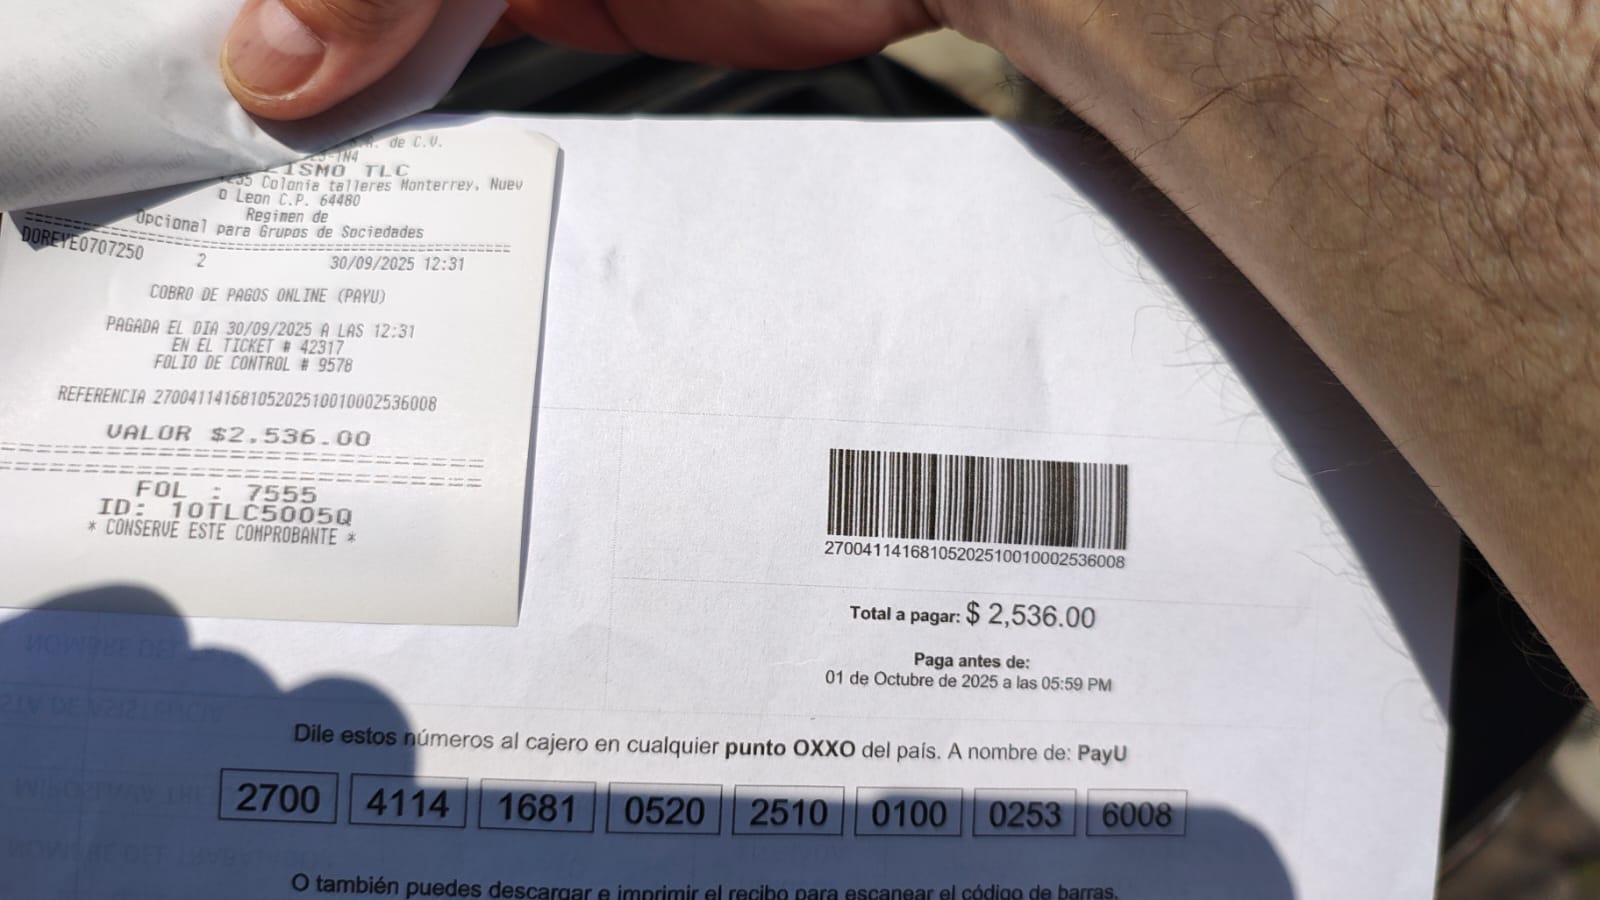 de C.V.
ISMO TLC
Colonia talleres Monterrey, Nuev
o Leon C.P. 64480
Regimen de
Opcional para Grupos de Sociedades
DOREYE0707250 2 30/09/2025 12:31
COBRO DE PAGOS ONLINE (PAYU)
PAGADA EL DIA 30/09/2025 A LAS 12:31
EN EL TICKET # 42317
FOLIO DE CONTROL # 9578
REFERENCIA 27004114168105202510010002536008
VALOR $2,536.00
FOL : 7555
ID: 10TLC5005Q
* CONSERVE ESTE COMPROBANTE *
27004114168105202510010002536008
Total a pagar: $ 2,536.00
Paga antes de:
01 de Octubre de 2025 a las 05:59 PM
Dile estos números al cajero en cualquier punto OXXO del país. A nombre de: PayU
2700 4114 1681 0520 2510 0100 0253 6008
O también puedes descargar e imprimir el recibo para escanear el código de barras.